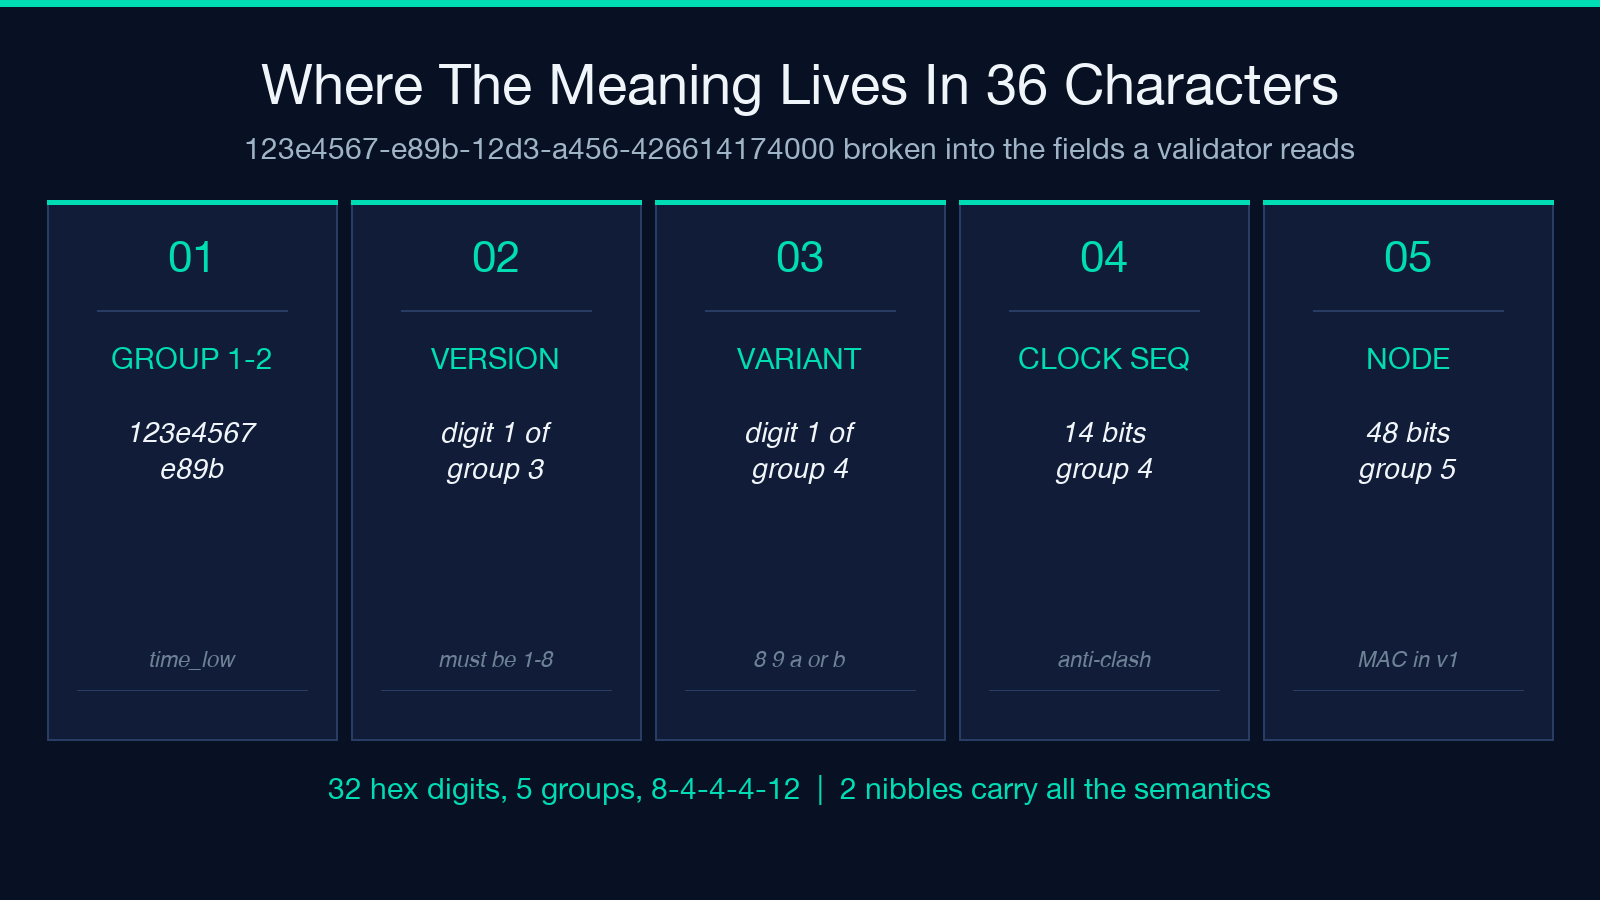 Where The Meaning Lives In 36 Characters
123e4567-e89b-12d3-a456-426614174000 broken into the fields a validator reads
01
GROUP 1-2
123e4567
e89b
time_low
02
VERSION
digit 1 of
group 3
must be 1-8
03
VARIANT
digit 1 of
group 4
8 9 a or b
04
CLOCK SEQ
14 bits
group 4
anti-clash
05
NODE
48 bits
group 5
MAC in v1
32 hex digits, 5 groups, 8-4-4-4-12 | 2 nibbles carry all the semantics